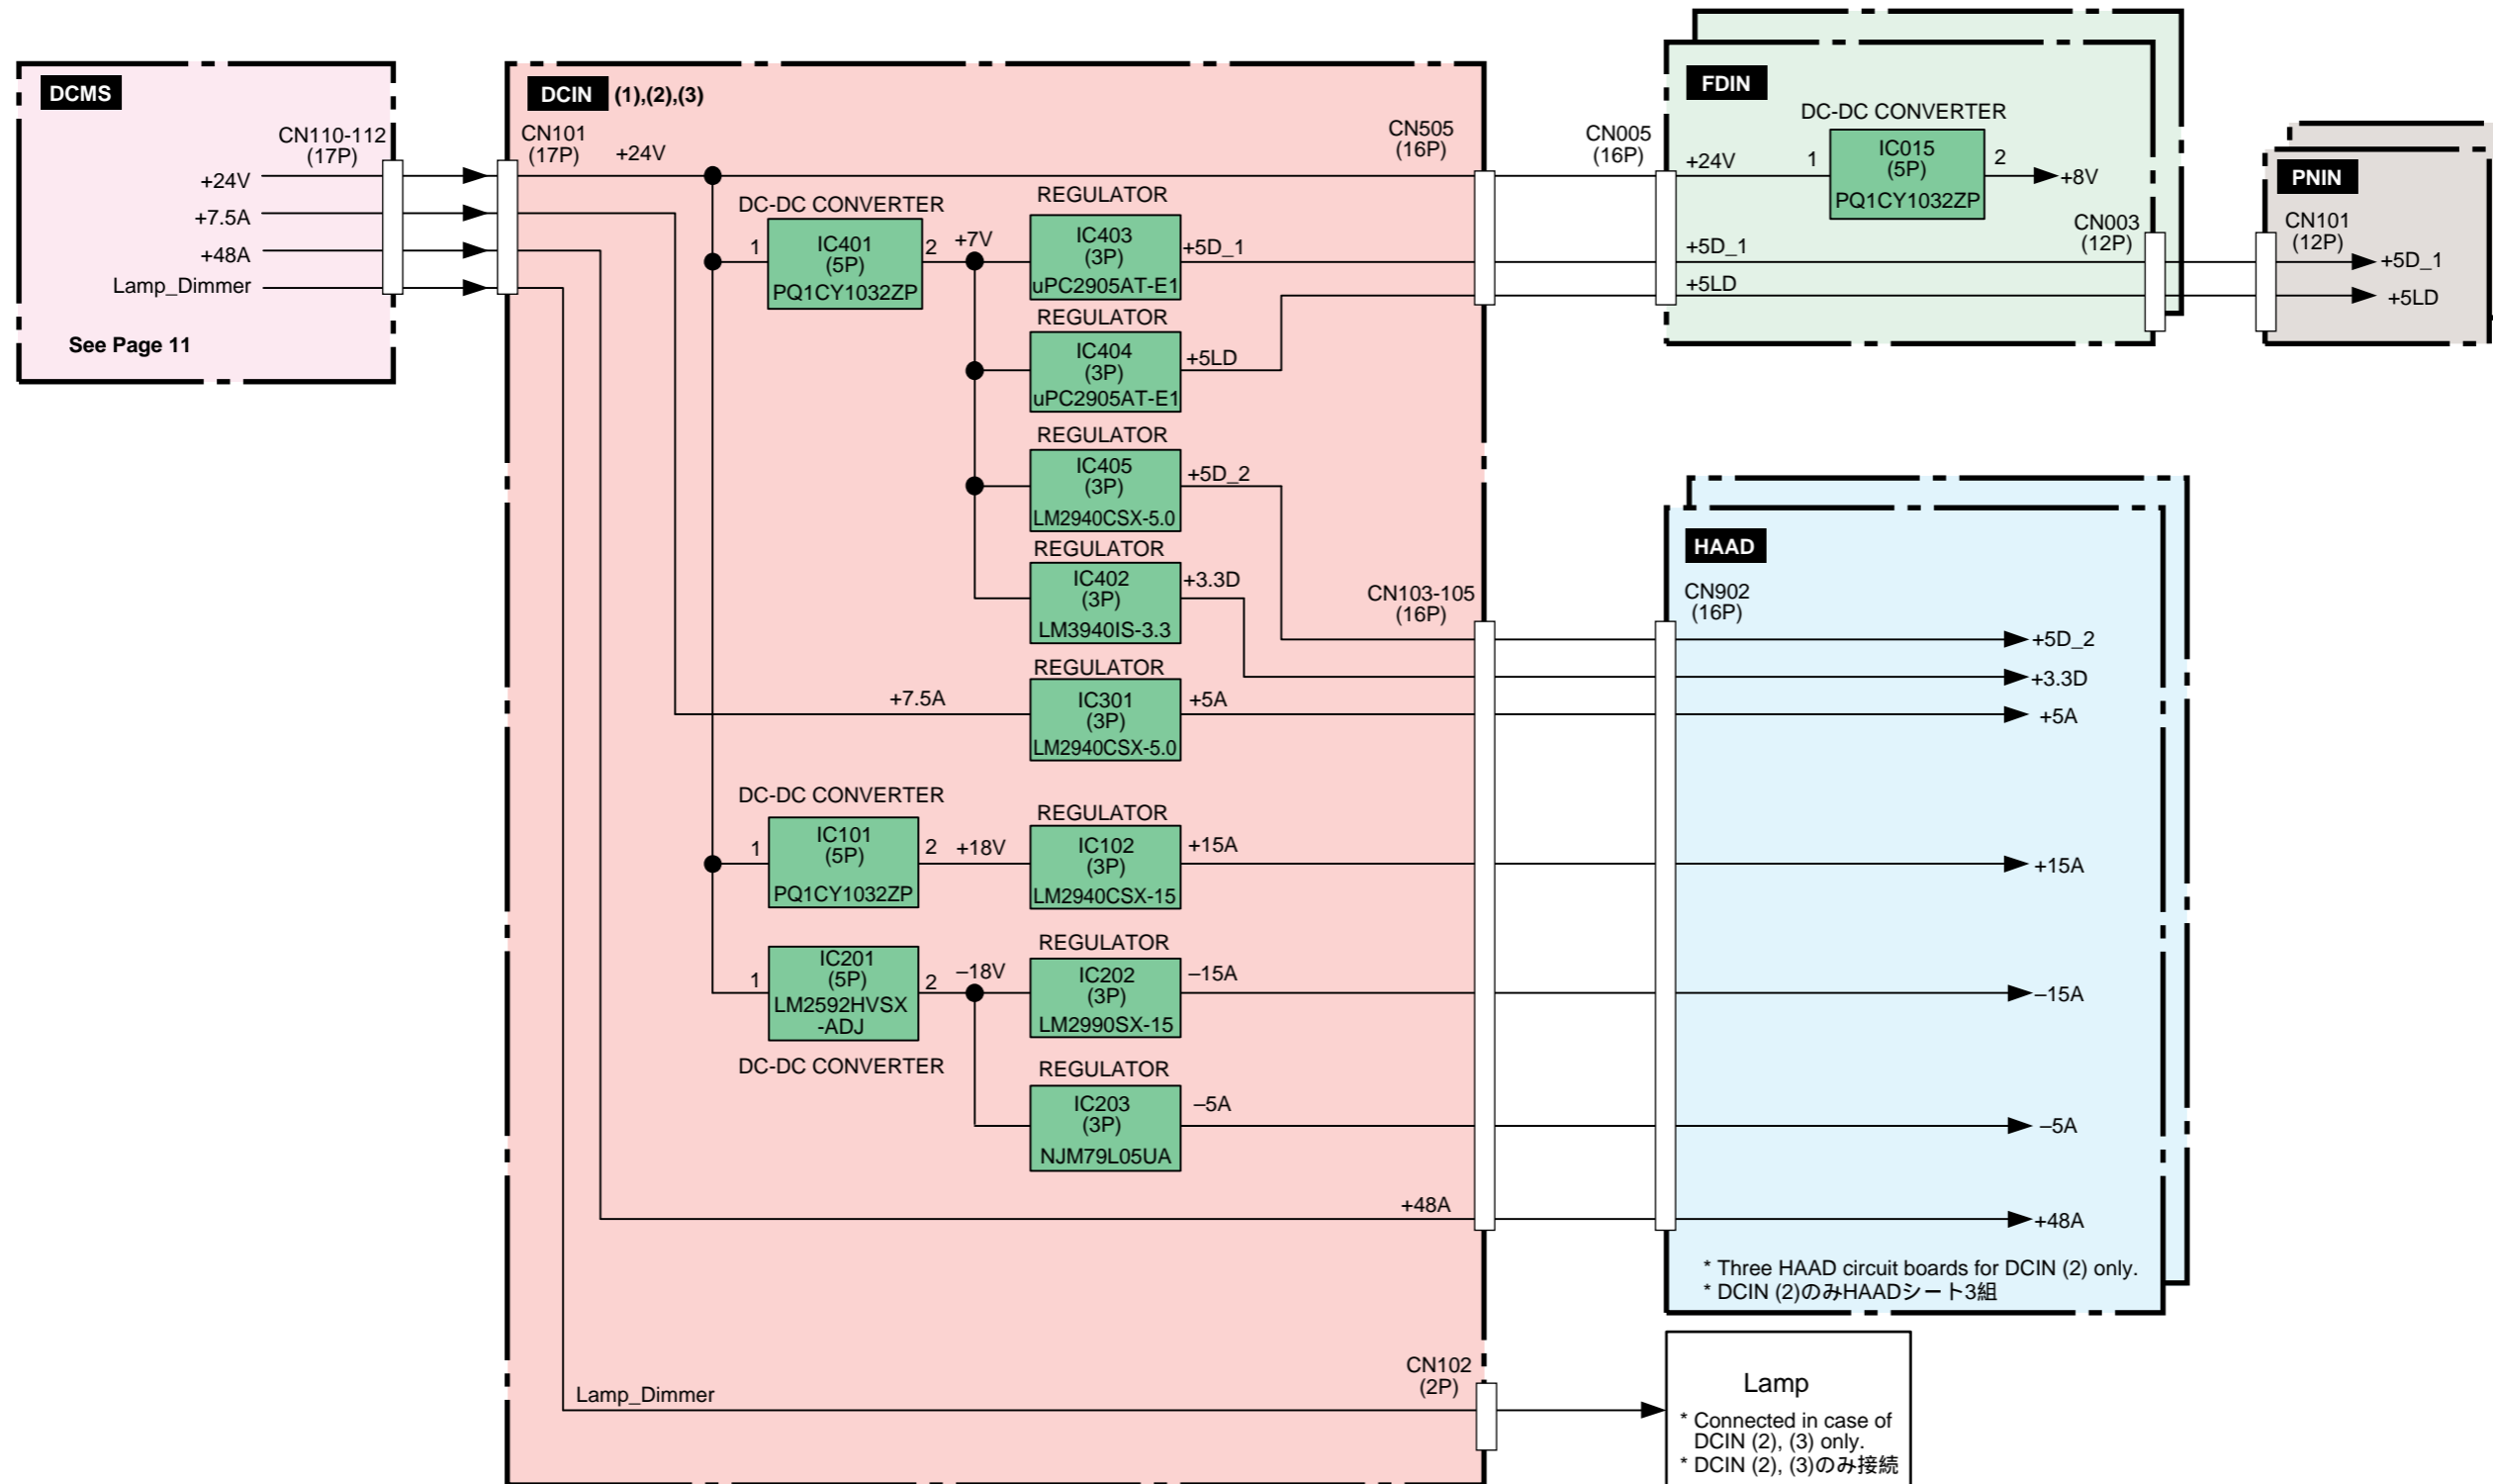 DCMS
CN110-112
(17P)
+24V
+7.5A
+48A
Lamp_Dimmer
See Page 11
DCIN (1),(2),(3)
CN101
(17P)
+24V
DC-DC CONVERTER
1
IC401
(5P)
PQ1CY1032ZP
2
+7V
REGULATOR
IC403
(3P)
uPC2905AT-E1
+5D_1
REGULATOR
IC404
(3P)
uPC2905AT-E1
+5LD
REGULATOR
IC405
(3P)
LM2940CSX-5.0
+5D_2
REGULATOR
IC402
(3P)
LM3940IS-3.3
+3.3D
REGULATOR
+7.5A
IC301
(3P)
LM2940CSX-5.0
+5A
DC-DC CONVERTER
1
IC101
(5P)
PQ1CY1032ZP
2
+18V
REGULATOR
IC102
(3P)
LM2940CSX-15
+15A
1
IC201
(5P)
LM2592HVSX
-ADJ
2
–18V
DC-DC CONVERTER
REGULATOR
IC202
(3P)
LM2990SX-15
–15A
REGULATOR
IC203
(3P)
NJM79L05UA
–5A
+48A
Lamp_Dimmer
CN505
(16P)
CN103-105
(16P)
CN102
(2P)
FDIN
CN005
(16P)
+24V
DC-DC CONVERTER
1
IC015
(5P)
PQ1CY1032ZP
2
+8V
+5D_1
+5LD
CN003
(12P)
PNIN
CN101
(12P)
+5D_1
+5LD
HAAD
CN902
(16P)
+5D_2
+3.3D
+5A
+15A
–15A
–5A
+48A
* Three HAAD circuit boards for DCIN (2) only.
* DCIN (2)のみHAADシート3組
Lamp
* Connected in case of
DCIN (2), (3) only.
* DCIN (2), (3)のみ接続